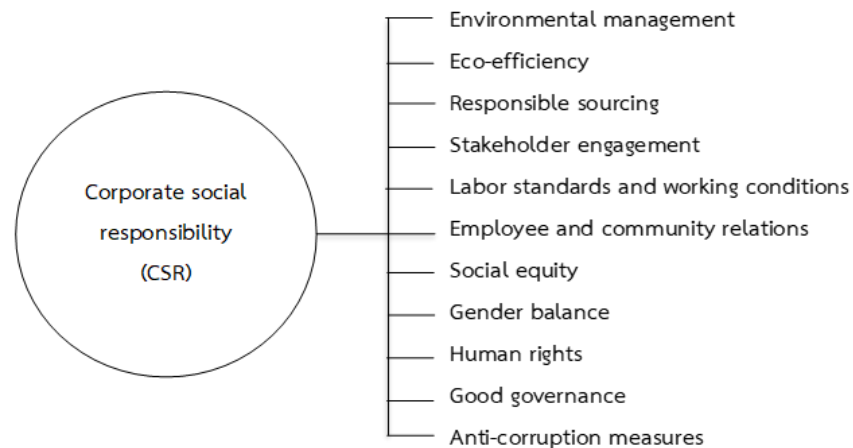 Corporate social
responsibility
(CSR)
Environmental management
Eco-efficiency
Responsible sourcing
Stakeholder engagement
Labor standards and working conditions
Employee and community relations
Social equity
Gender balance
Human rights
Good governance
Anti-corruption measures